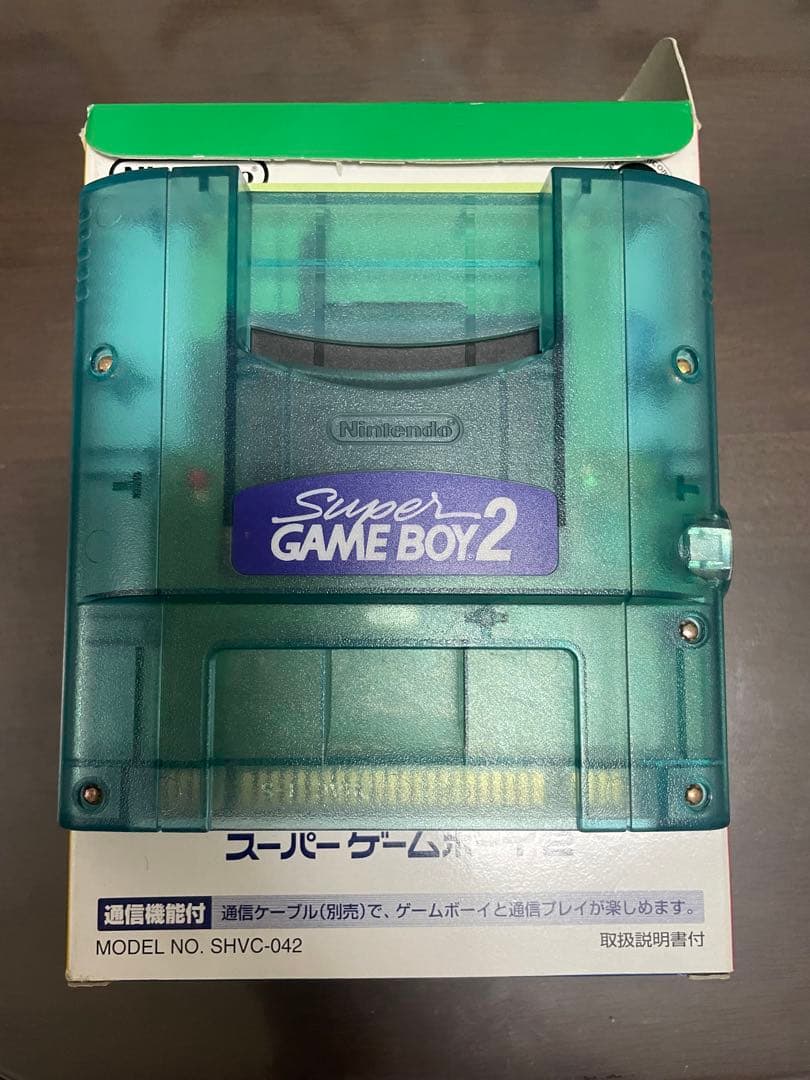 Nintendo
Super
GAME BOY 2
スーパーゲームボーイ2
通信機能付 通信ケーブル(別売)で、ゲームボーイと通信プレイが楽しめます。
MODEL NO. SHVC-042 取扱説明書付